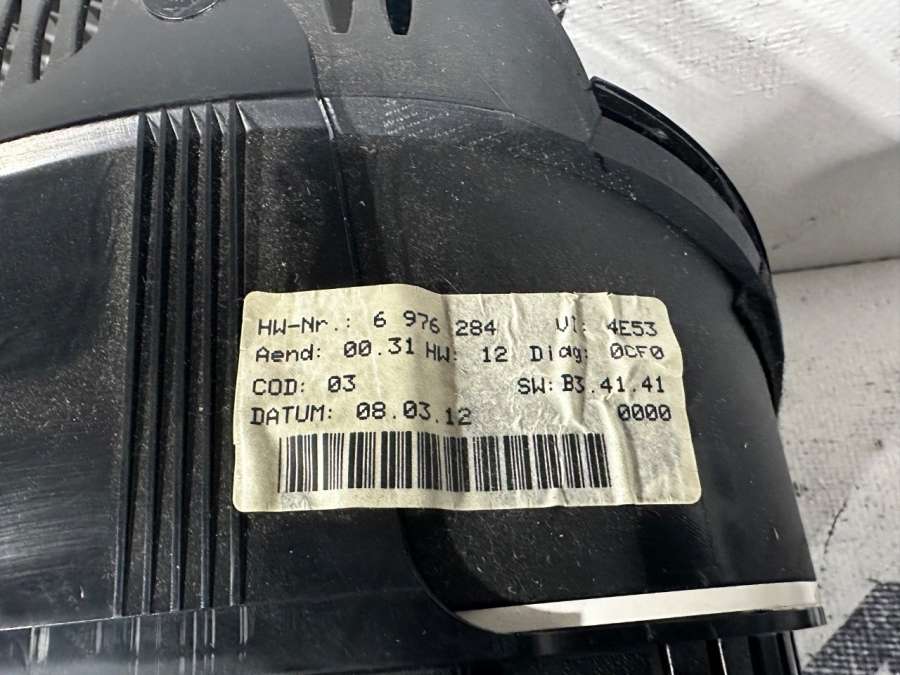 HW-Nr.: 6 976 284 VI: 4E53
Aend: 00.31 HW: 12 Diag: 0CF0
COD: 03 SW: B3.41.41
DATUM: 08.03.12 0000